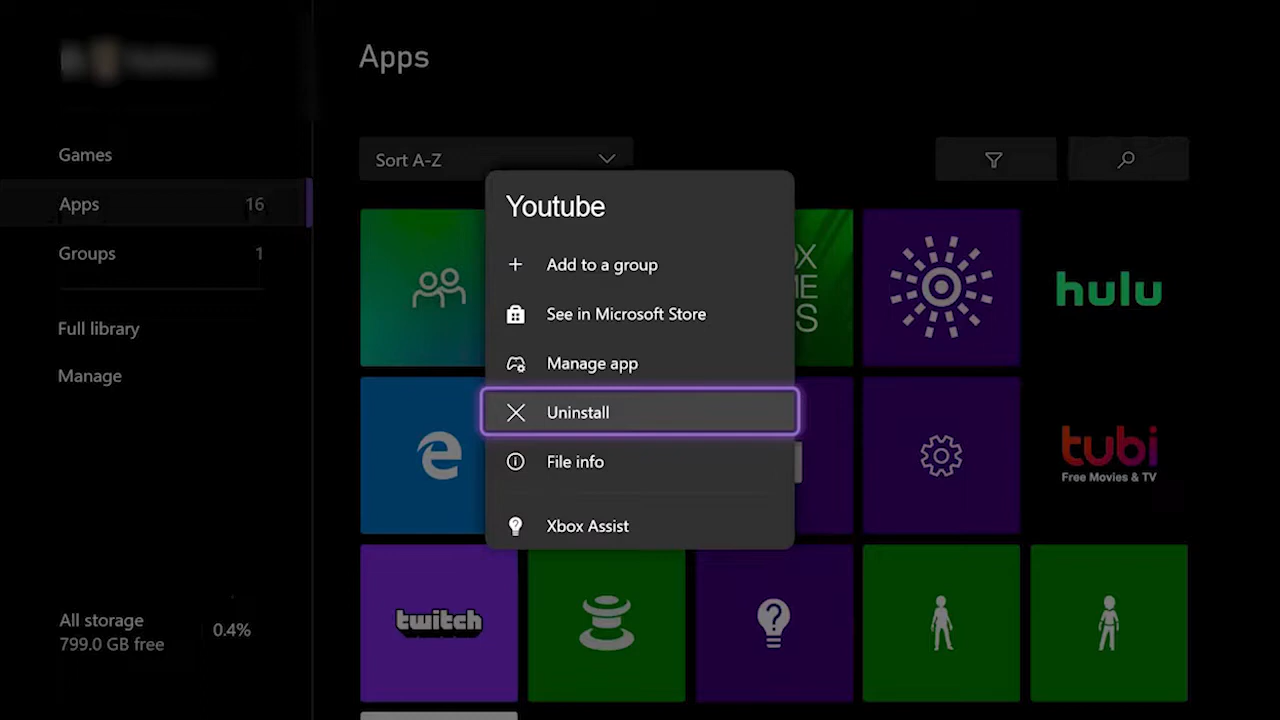 Apps
Games
Apps 16
Groups 1
Full library
Manage
All storage
799.0 GB free
0.4%
Sort A-Z
Youtube
Add to a group
See in Microsoft Store
Manage app
Uninstall
File info
Xbox Assist
hulu
tubi
Free Movies & TV
twitch